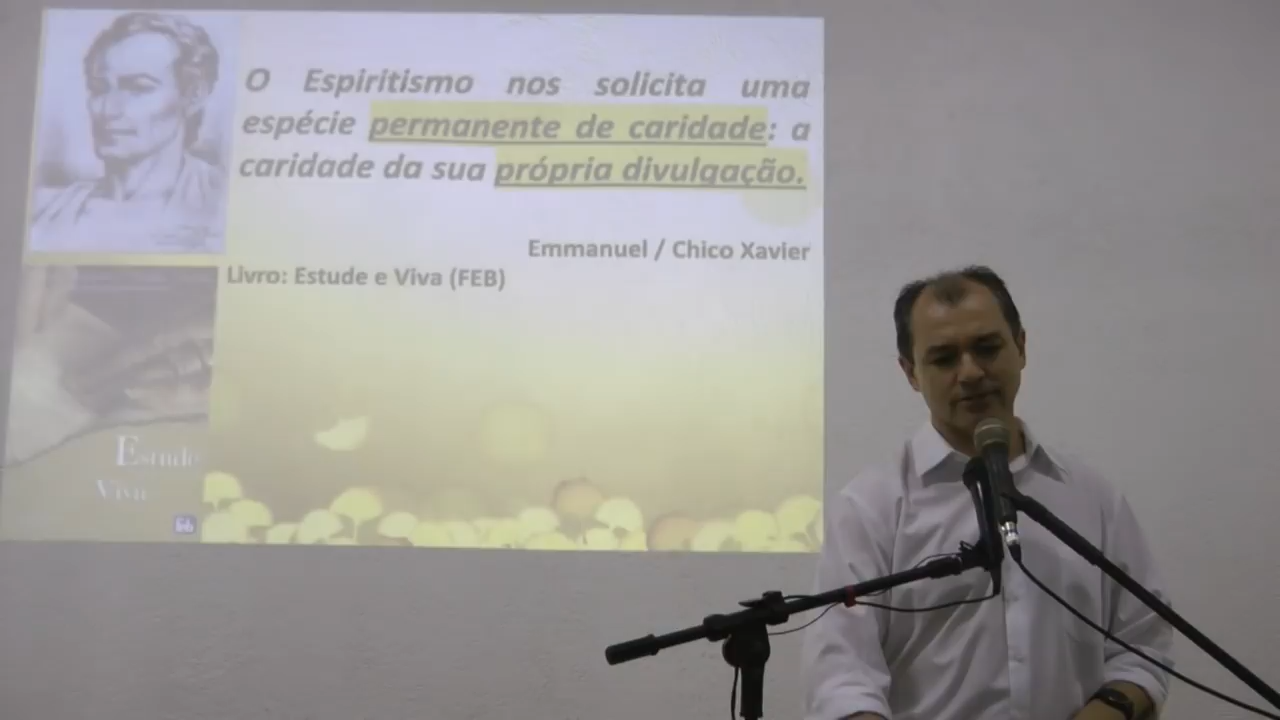 O Espiritismo nos solicita uma
espécie permanente de caridade: a
caridade da sua própria divulgação.
Emmanuel / Chico Xavier
Livro: Estude e Viva (FEB)
Estude
Viva
feb